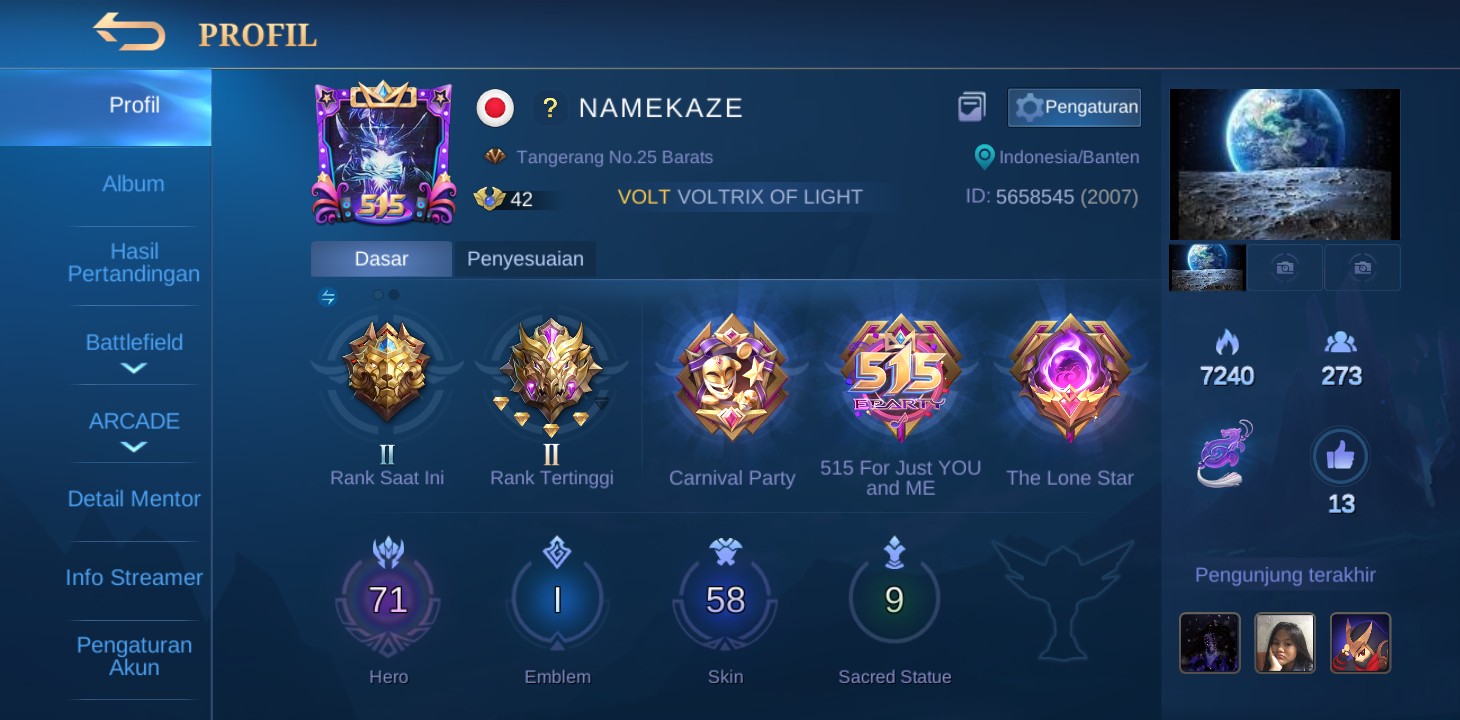 PROFIL
Profil
Album
Hasil
Pertandingan
Battlefield
ARCADE
Detail Mentor
Info Streamer
Pengaturan
Akun
515
? NAMEKAZE
Pengaturan
Tangerang No.25 Barats
Indonesia/Banten
42
VOLT VOLTRIX OF LIGHT
ID: 5658545 (2007)
Dasar
Penyesuaian
515
EPARTY
II
II
Rank Saat Ini
Rank Tertinggi
Carnival Party
515 For Just YOU
and ME
The Lone Star
71
I
58
9
Hero
Emblem
Skin
Sacred Statue
7240
273
13
Pengunjung terakhir